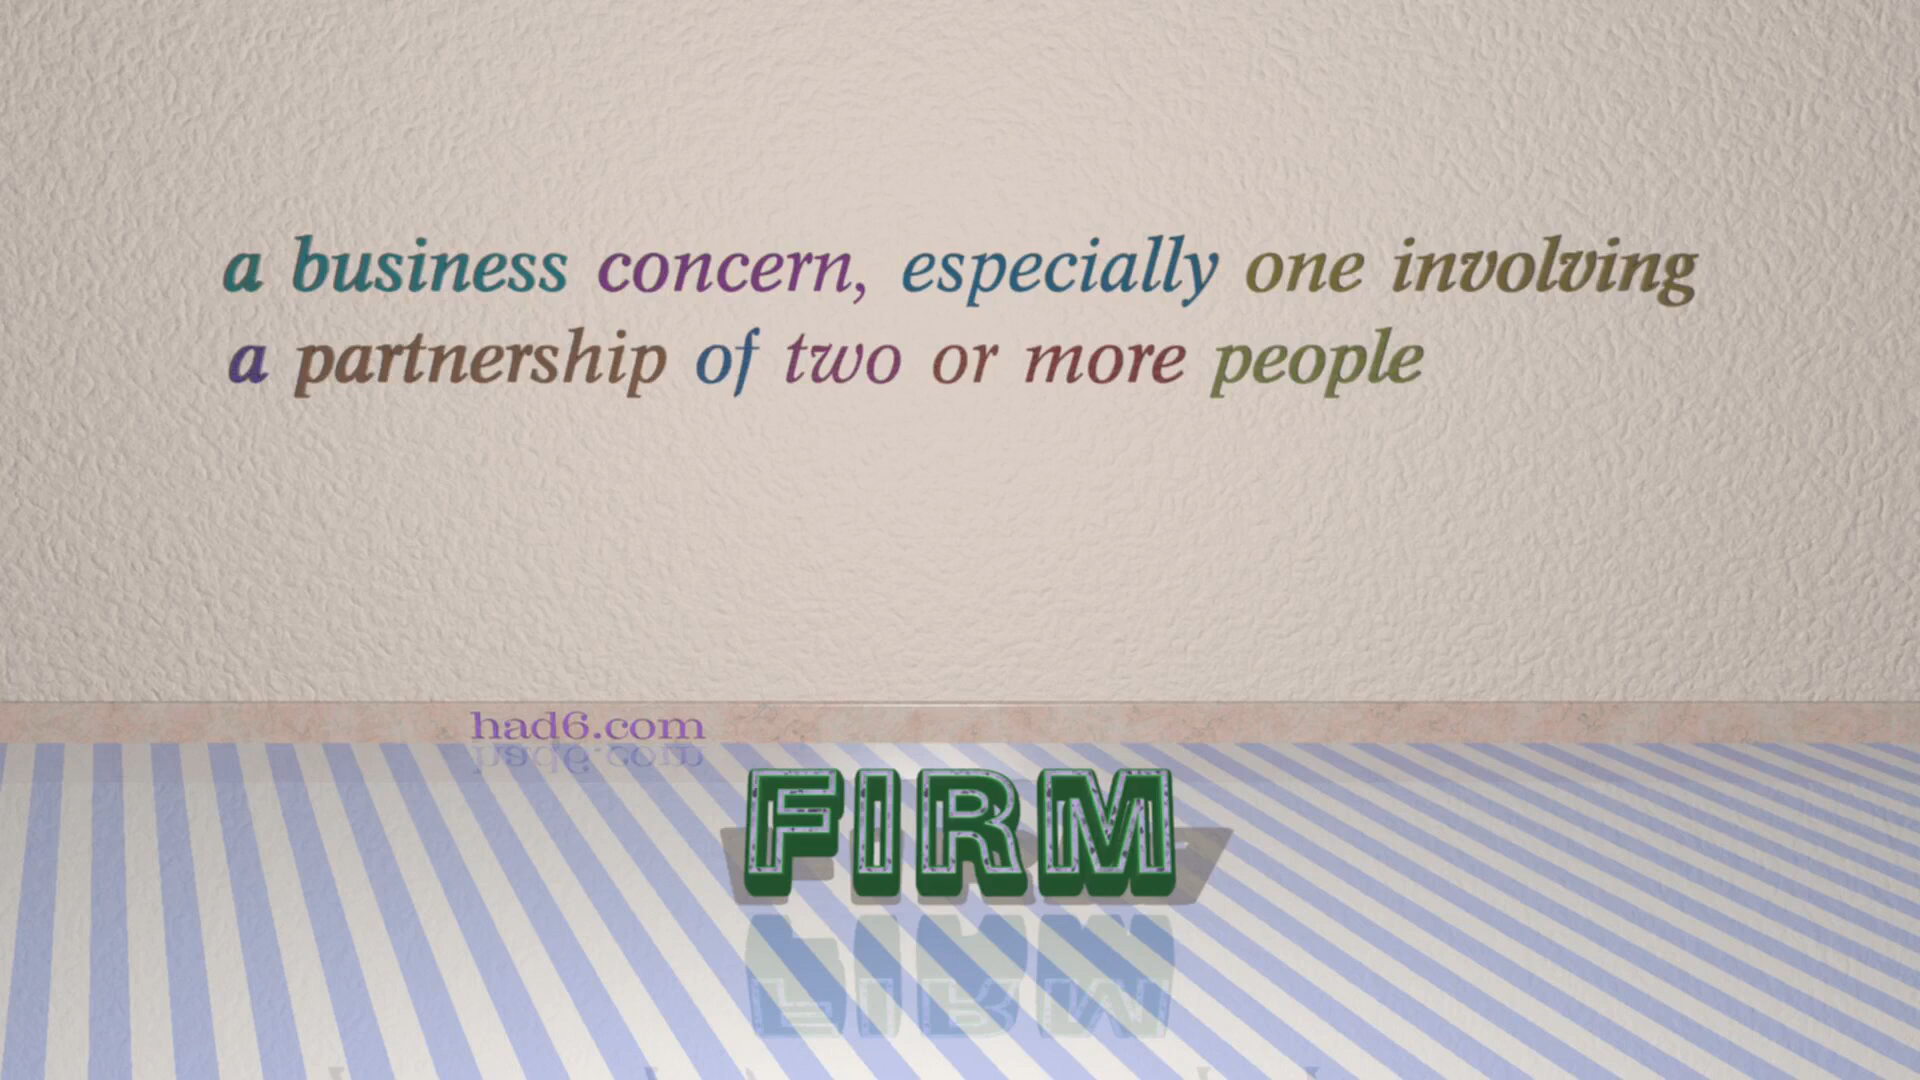 a business concern, especially one involving
a partnership of two or more people
had6.com
FIRM